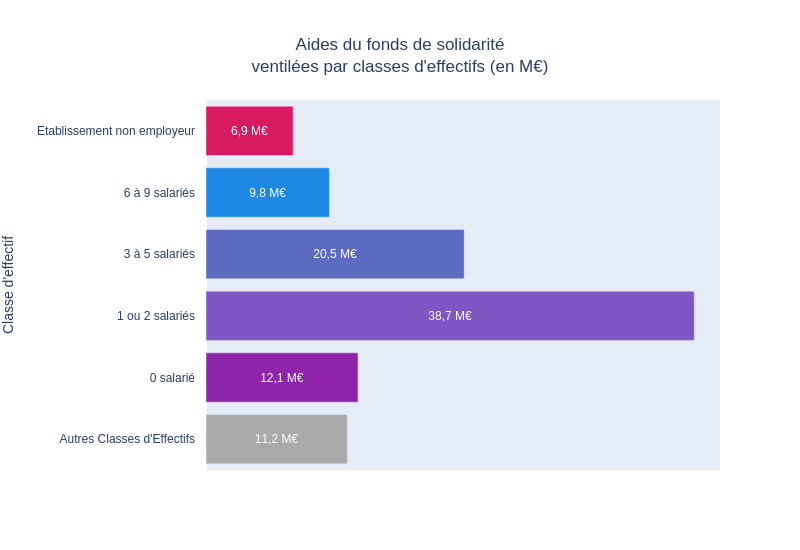 Aides du fonds de solidarité
ventilées par classes d'effectifs (en M€)
Classe d'effectif
Etablissement non employeur
6,9 M€
6 à 9 salariés
9,8 M€
3 à 5 salariés
20,5 M€
1 ou 2 salariés
38,7 M€
0 salarié
12,1 M€
Autres Classes d'Effectifs
11,2 M€